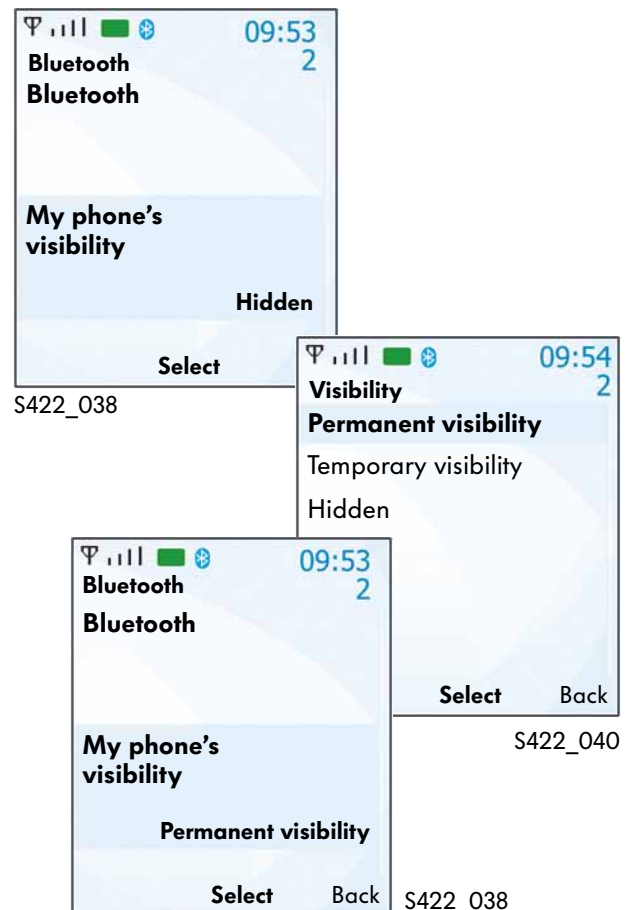 09:53
Bluetooth 2
Bluetooth
My phone's
visibility
Hidden
Select
S422_038
09:54
Visibility 2
Permanent visibility
Temporary visibility
Hidden
Select Back
S422_040
09:53
Bluetooth 2
Bluetooth
My phone's
visibility
Permanent visibility
Select Back
S422_038